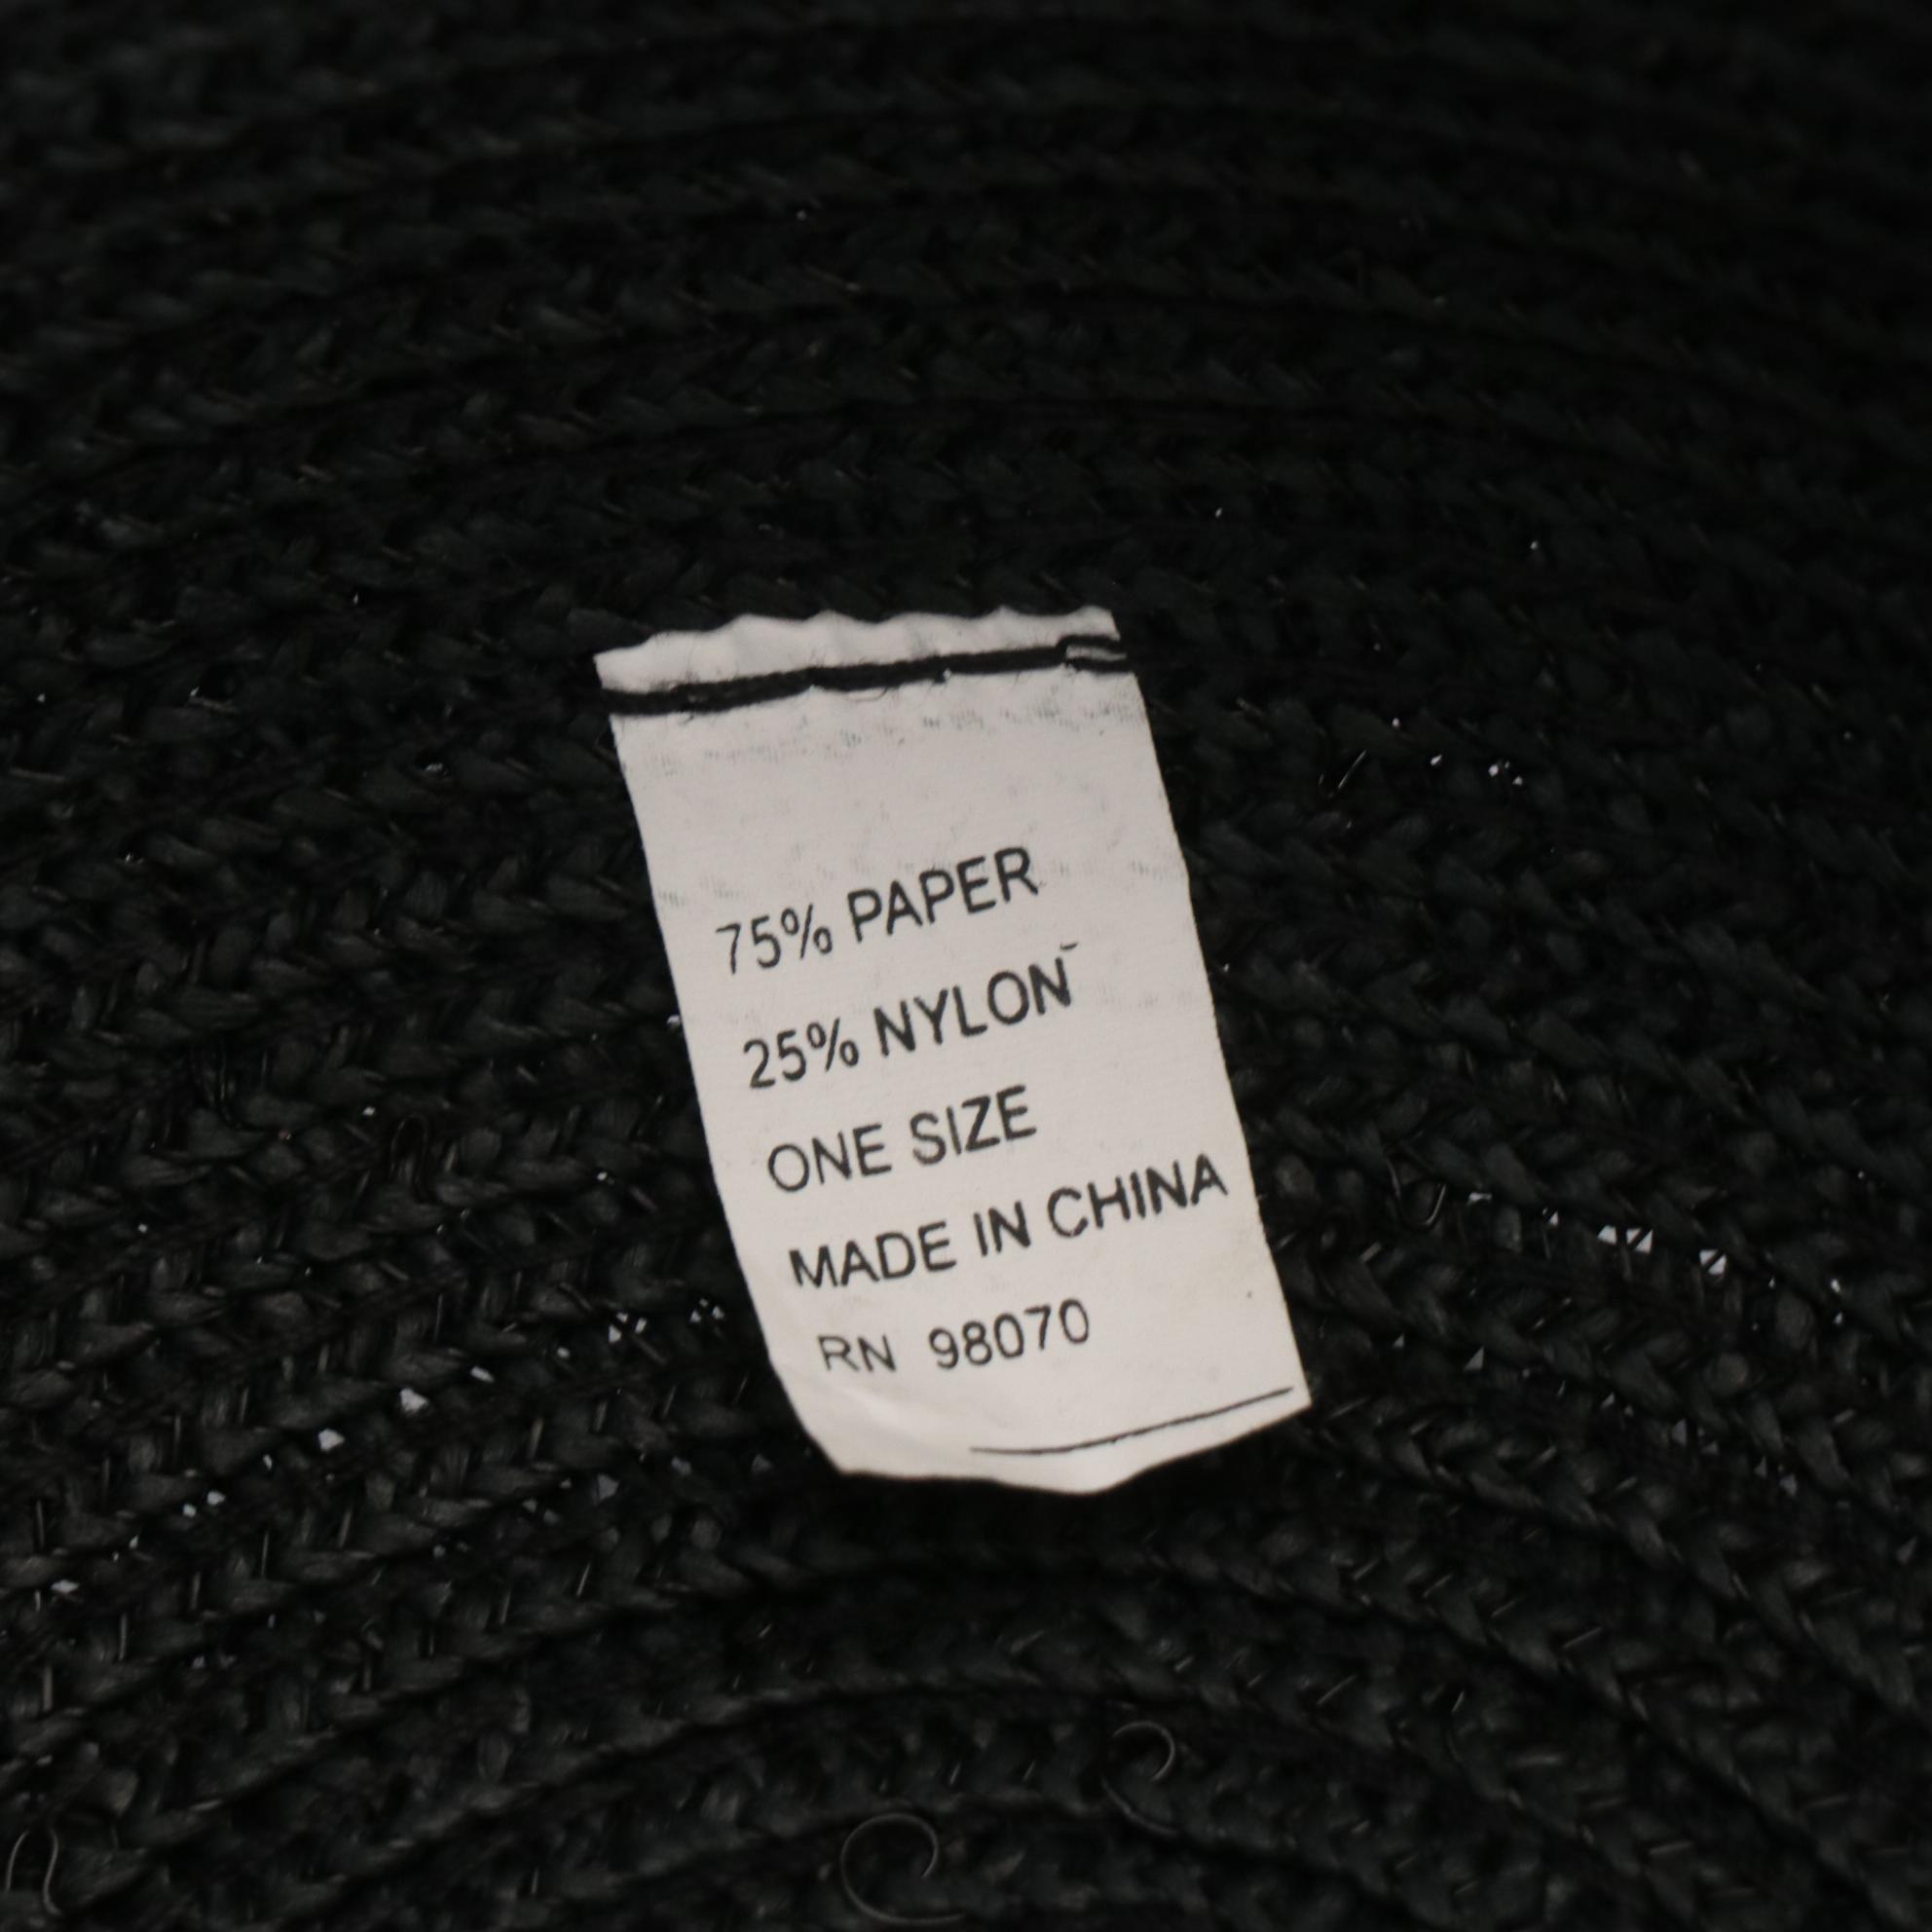 75% PAPER
25% NYLON
ONE SIZE
MADE IN CHINA
RN 98070